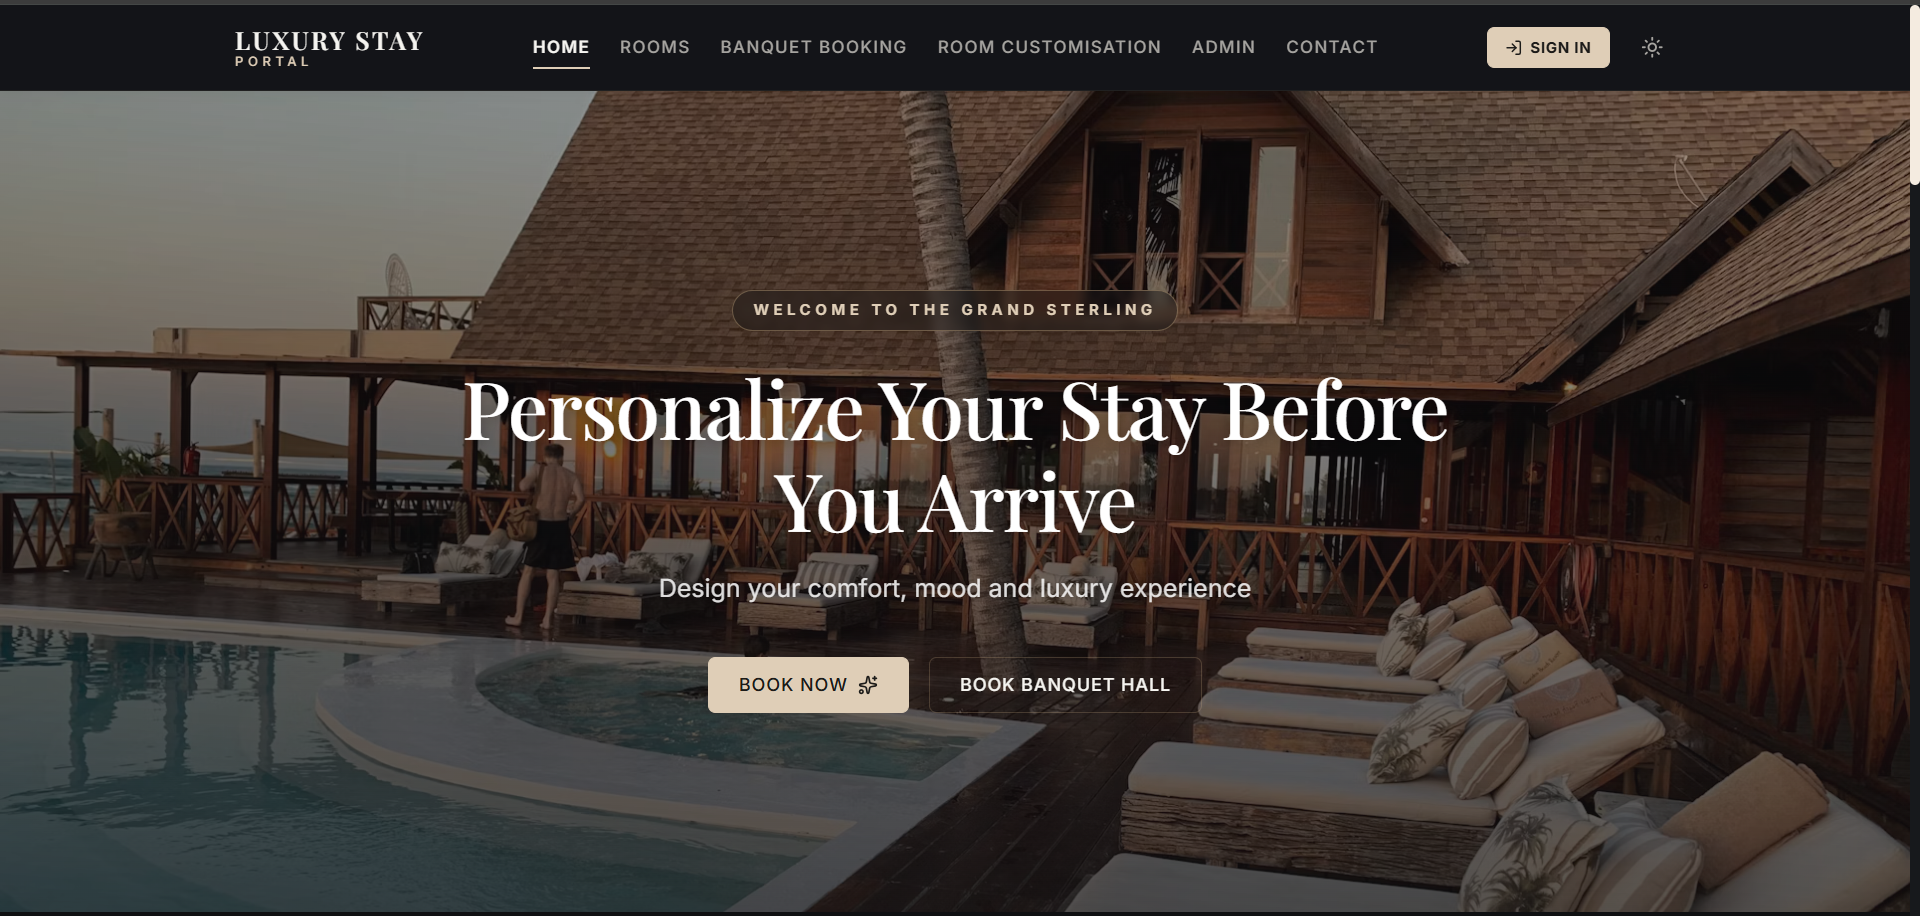 LUXURY STAY
PORTAL
HOME
ROOMS
BANQUET BOOKING
ROOM CUSTOMISATION
ADMIN
CONTACT
SIGN IN
WELCOME TO THE GRAND STERLING
Personalize Your Stay Before
You Arrive
Design your comfort, mood and luxury experience
BOOK NOW
BOOK BANQUET HALL